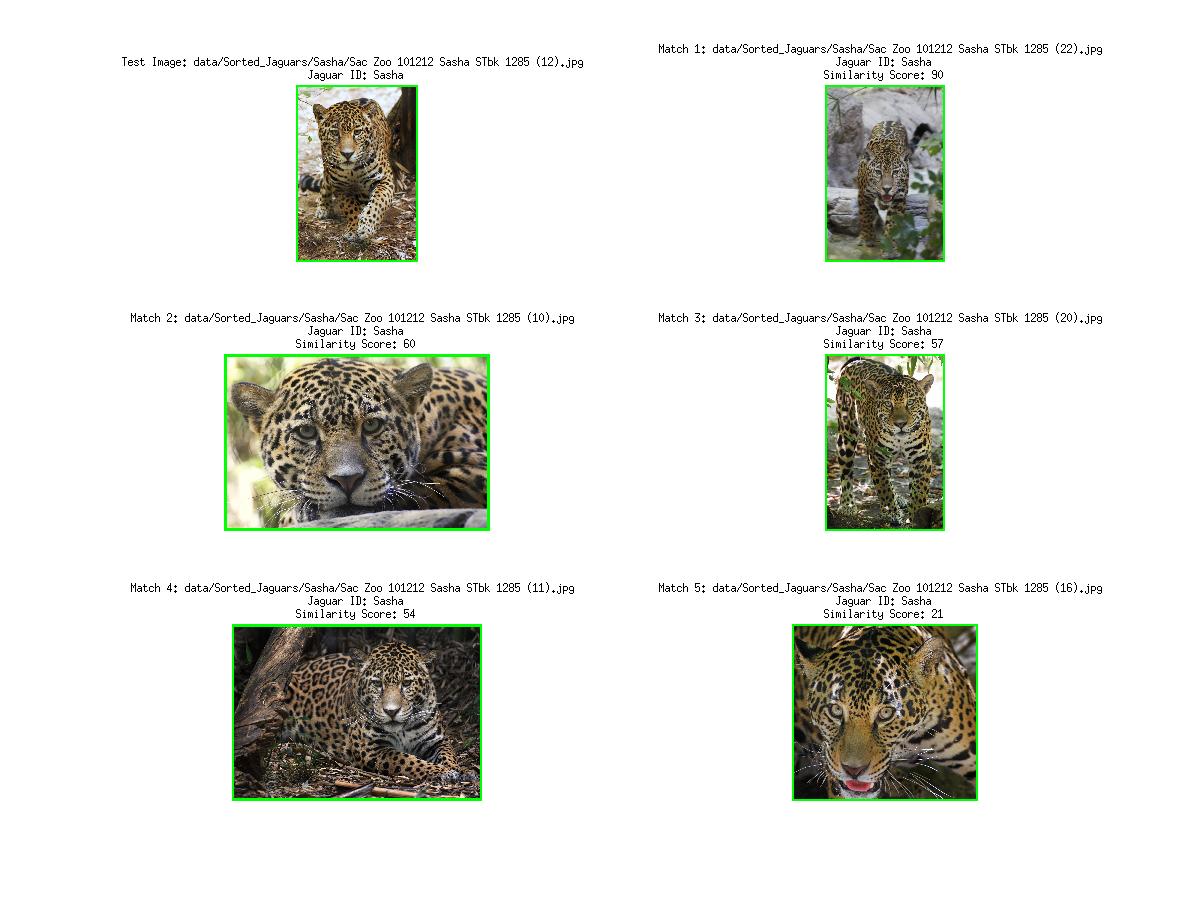 Test Image: data/Sorted_Jaguars/Sasha/Sac Zoo 101212 Sasha STbk 1285 (12).jpg
Jaguar ID: Sasha
Match 1: data/Sorted_Jaguars/Sasha/Sac Zoo 101212 Sasha STbk 1285 (22).jpg
Jaguar ID: Sasha
Similarity Score: 90
Match 2: data/Sorted_Jaguars/Sasha/Sac Zoo 101212 Sasha STbk 1285 (10).jpg
Jaguar ID: Sasha
Similarity Score: 60
Match 3: data/Sorted_Jaguars/Sasha/Sac Zoo 101212 Sasha STbk 1285 (20).jpg
Jaguar ID: Sasha
Similarity Score: 57
Match 4: data/Sorted_Jaguars/Sasha/Sac Zoo 101212 Sasha STbk 1285 (11).jpg
Jaguar ID: Sasha
Similarity Score: 54
Match 5: data/Sorted_Jaguars/Sasha/Sac Zoo 101212 Sasha STbk 1285 (16).jpg
Jaguar ID: Sasha
Similarity Score: 21